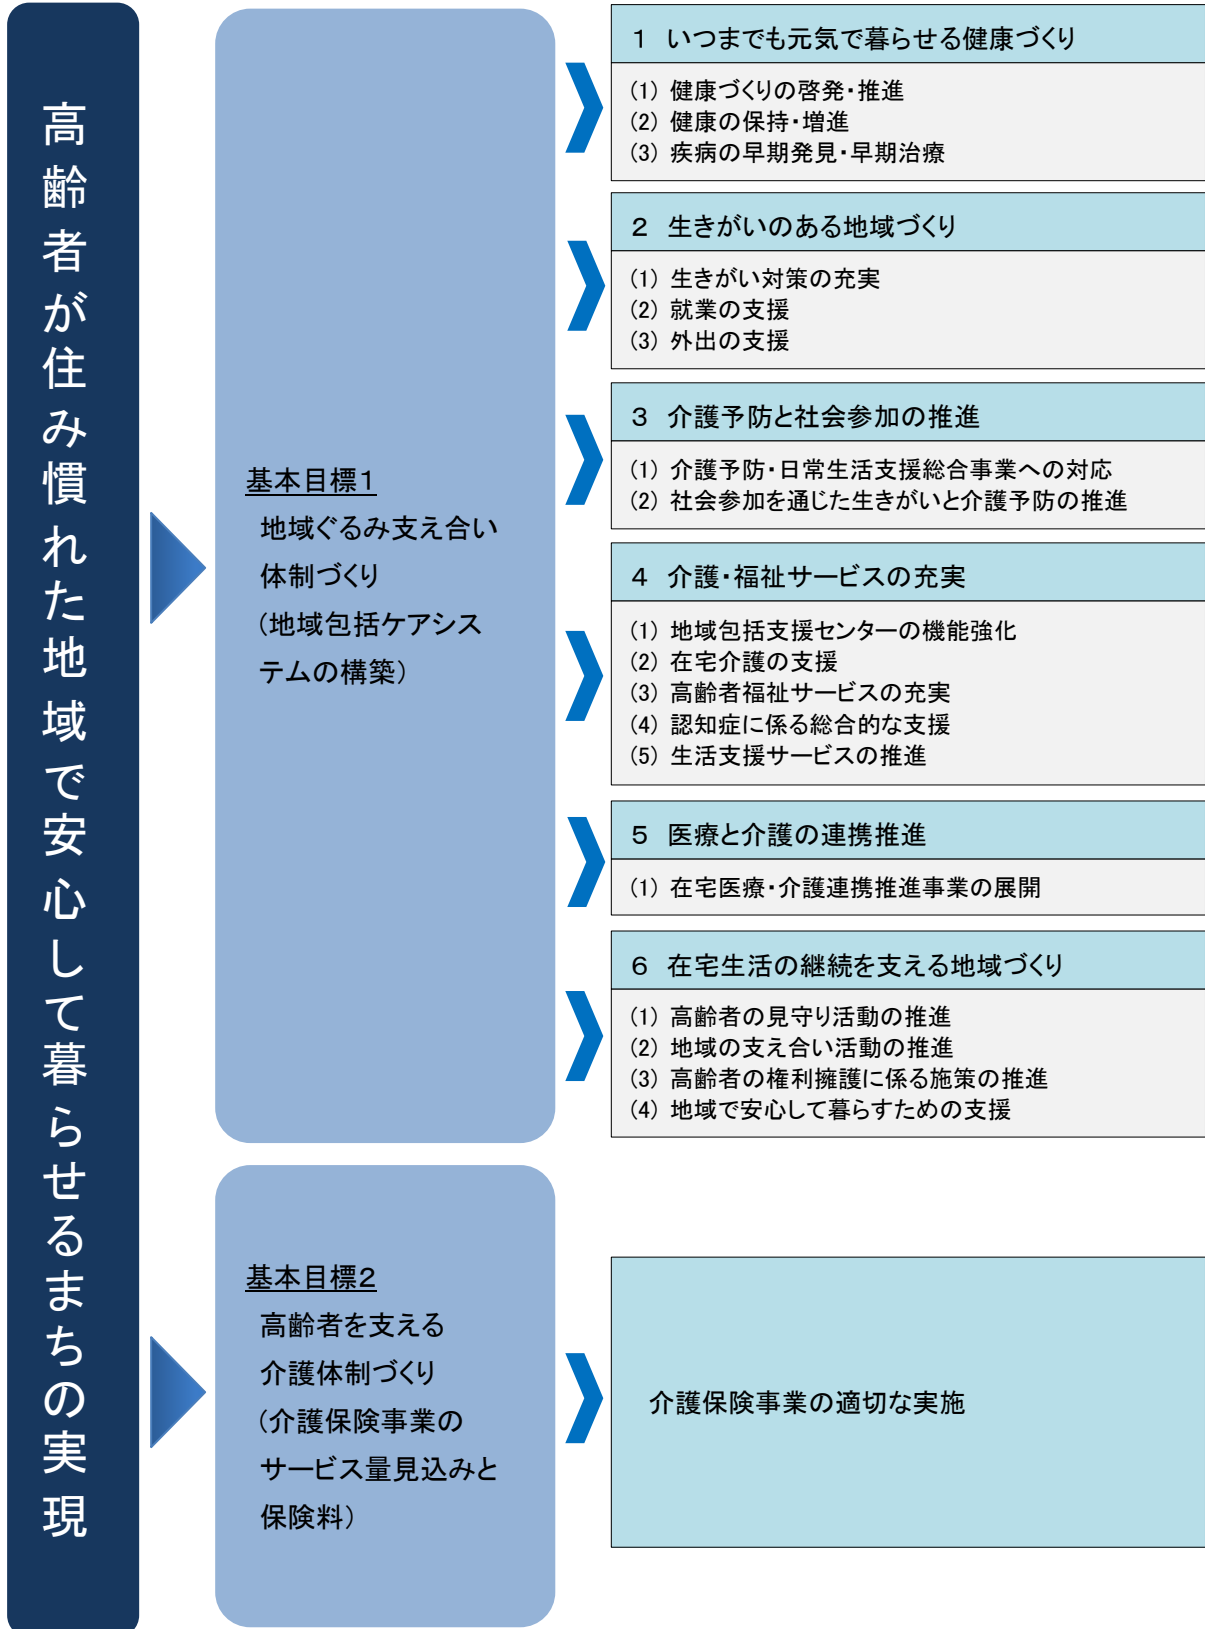 高齢者が住み慣れた地域で安心して暮らせるまちの実現
基本目標1
地域ぐるみ支え合い
体制づくり
(地域包括ケアシス
テムの構築)
1 いつまでも元気で暮らせる健康づくり
(1) 健康づくりの啓発・推進
(2) 健康の保持・増進
(3) 疾病の早期発見・早期治療
2 生きがいのある地域づくり
(1) 生きがい対策の充実
(2) 就業の支援
(3) 外出の支援
3 介護予防と社会参加の推進
(1) 介護予防・日常生活支援総合事業への対応
(2) 社会参加を通じた生きがいと介護予防の推進
4 介護・福祉サービスの充実
(1) 地域包括支援センターの機能強化
(2) 在宅介護の支援
(3) 高齢者福祉サービスの充実
(4) 認知症に係る総合的な支援
(5) 生活支援サービスの推進
5 医療と介護の連携推進
(1) 在宅医療・介護連携推進事業の展開
6 在宅生活の継続を支える地域づくり
(1) 高齢者の見守り活動の推進
(2) 地域の支え合い活動の推進
(3) 高齢者の権利擁護に係る施策の推進
(4) 地域で安心して暮らすための支援
基本目標2
高齢者を支える
介護体制づくり
(介護保険事業の
サービス量見込みと
保険料)
介護保険事業の適切な実施